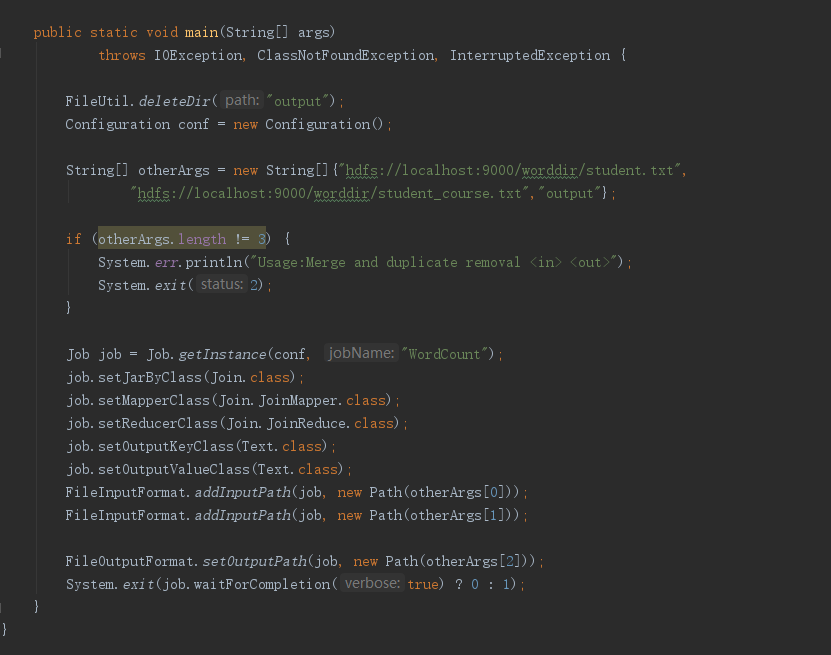 public static void main(String[] args)
throws IOException, ClassNotFoundException, InterruptedException {
FileUtil.deleteDir( path: "output");
Configuration conf = new Configuration();
String[] otherArgs = new String[]{"hdfs://localhost:9000/worddir/student.txt",
"hdfs://localhost:9000/worddir/student_course.txt","output"};
if (otherArgs.length != 3) {
System.err.println("Usage:Merge and duplicate removal <in> <out>");
System.exit( status: 2);
}
Job job = Job.getInstance(conf, jobName: "WordCount");
job.setJarByClass(Join.class);
job.setMapperClass(Join.JoinMapper.class);
job.setReducerClass(Join.JoinReduce.class);
job.setOutputKeyClass(Text.class);
job.setOutputValueClass(Text.class);
FileInputFormat.addInputPath(job, new Path(otherArgs[0]));
FileInputFormat.addInputPath(job, new Path(otherArgs[1]));
FileOutputFormat.setOutputPath(job, new Path(otherArgs[2]));
System.exit(job.waitForCompletion( verbose: true) ? 0 : 1);
}
}